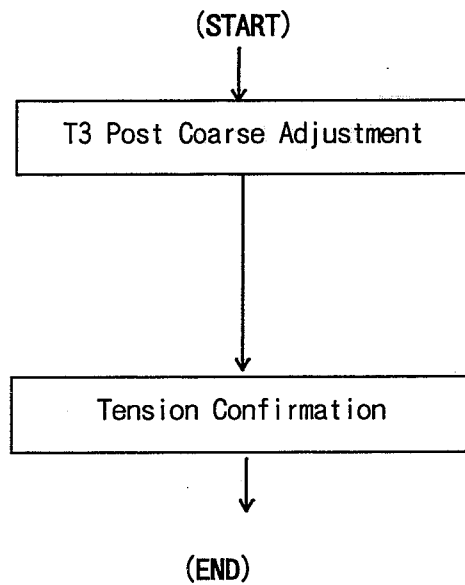 (START)
T3 Post Coarse Adjustment
Tension Confirmation
(END)